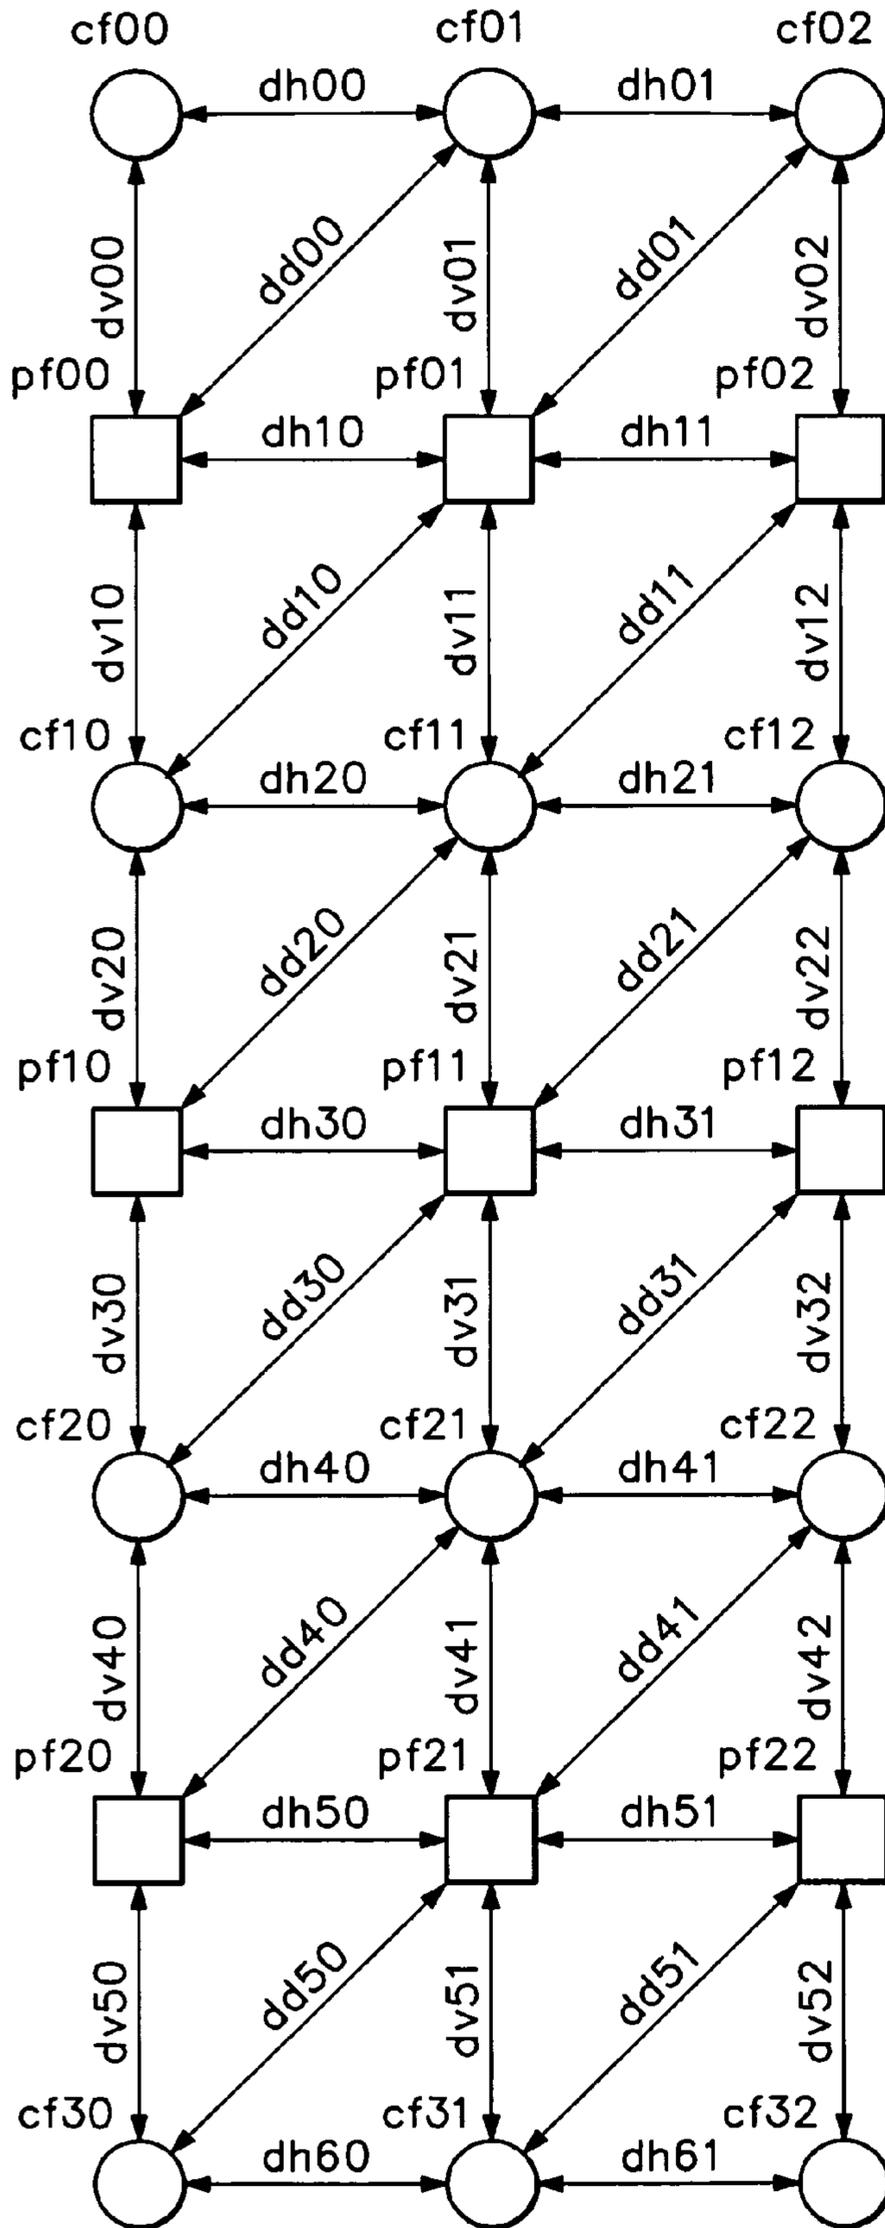 cf00 cf01 cf02
dh00 dh01
dv00 dd00 dv01 dd01 dv02
pf00 pf01 pf02
dh10 dh11
dv10 dd10 dv11 dd11 dv12
cf10 cf11 cf12
dh20 dh21
dv20 dd20 dv21 dd21 dv22
pf10 pf11 pf12
dh30 dh31
dv30 dd30 dv31 dd31 dv32
cf20 cf21 cf22
dh40 dh41
dv40 dd40 dv41 dd41 dv42
pf20 pf21 pf22
dh50 dh51
dv50 dd50 dv51 dd51 dv52
cf30 cf31 cf32
dh60 dh61